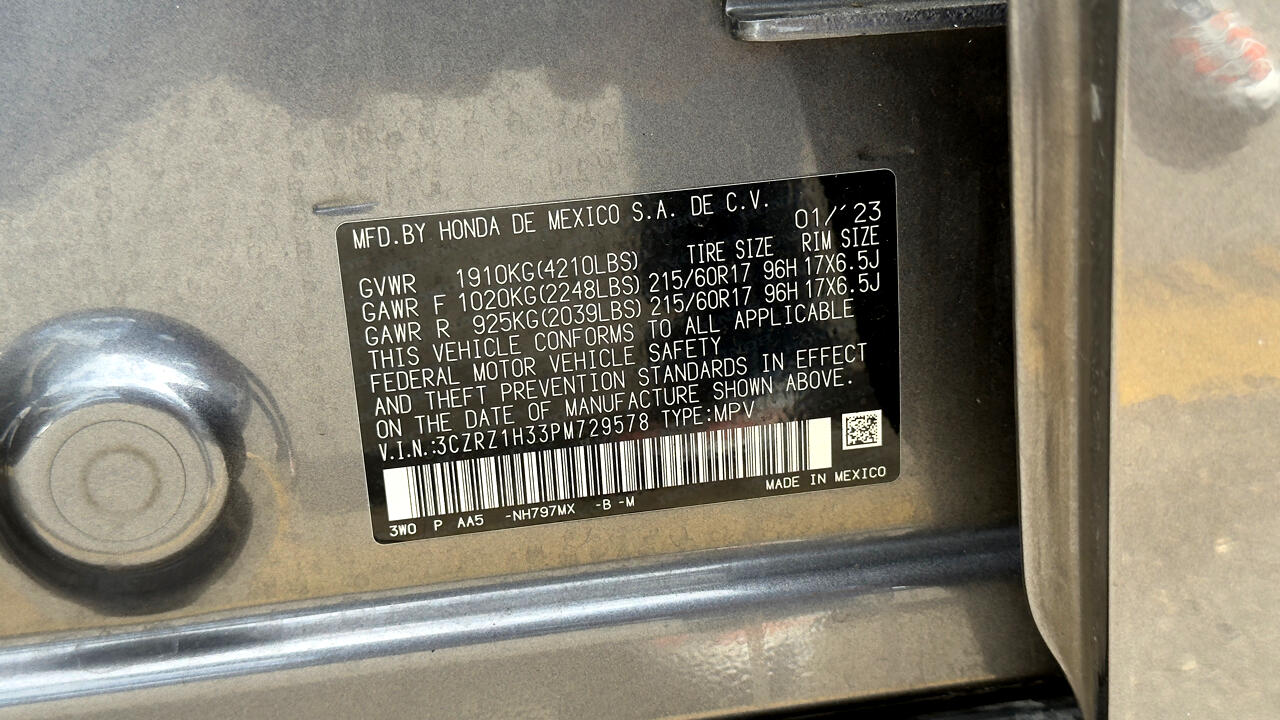 MFD.BY HONDA DE MEXICO S.A. DE C.V.
01/´23
TIRE SIZE RIM SIZE
GVWR 1910KG(4210LBS)
GAWR F 1020KG(2248LBS) 215/60R17 96H 17X6.5J
GAWR R 925KG(2039LBS) 215/60R17 96H 17X6.5J
THIS VEHICLE CONFORMS TO ALL APPLICABLE
FEDERAL MOTOR VEHICLE SAFETY
AND THEFT PREVENTION STANDARDS IN EFFECT
ON THE DATE OF MANUFACTURE SHOWN ABOVE.
V.I.N.:3CZRZ1H33PM729578 TYPE:MPV
MADE IN MEXICO
3W0 P AA5 -NH797MX -B -M